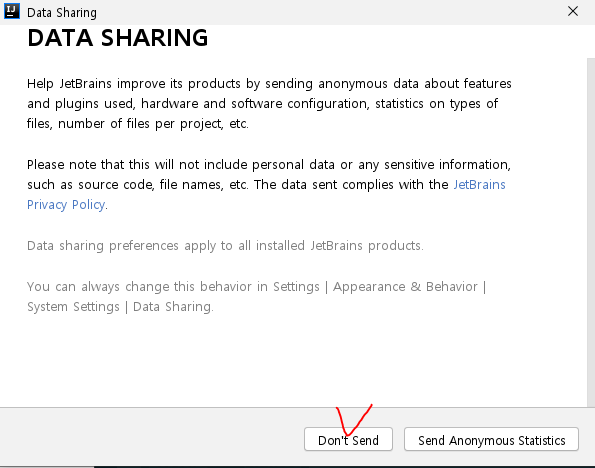 IJ Data Sharing
DATA SHARING
Help JetBrains improve its products by sending anonymous data about features
and plugins used, hardware and software configuration, statistics on types of
files, number of files per project, etc.
Please note that this will not include personal data or any sensitive information,
such as source code, file names, etc. The data sent complies with the JetBrains
Privacy Policy.
Data sharing preferences apply to all installed JetBrains products.
You can always change this behavior in Settings | Appearance & Behavior |
System Settings | Data Sharing.
Don't Send Send Anonymous Statistics